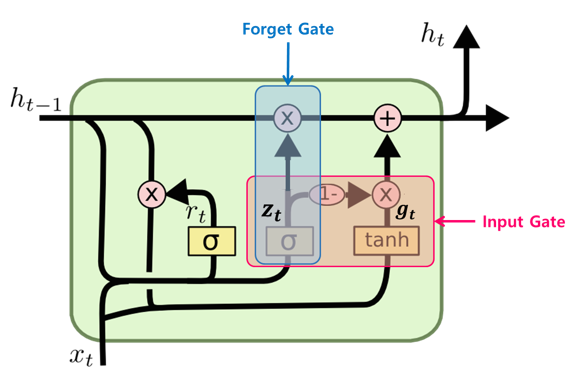 Forget Gate
h_t
h_{t-1}
x
+
x
r_t
z_t
1-
x
g_t
σ
σ
tanh
Input Gate
x_t